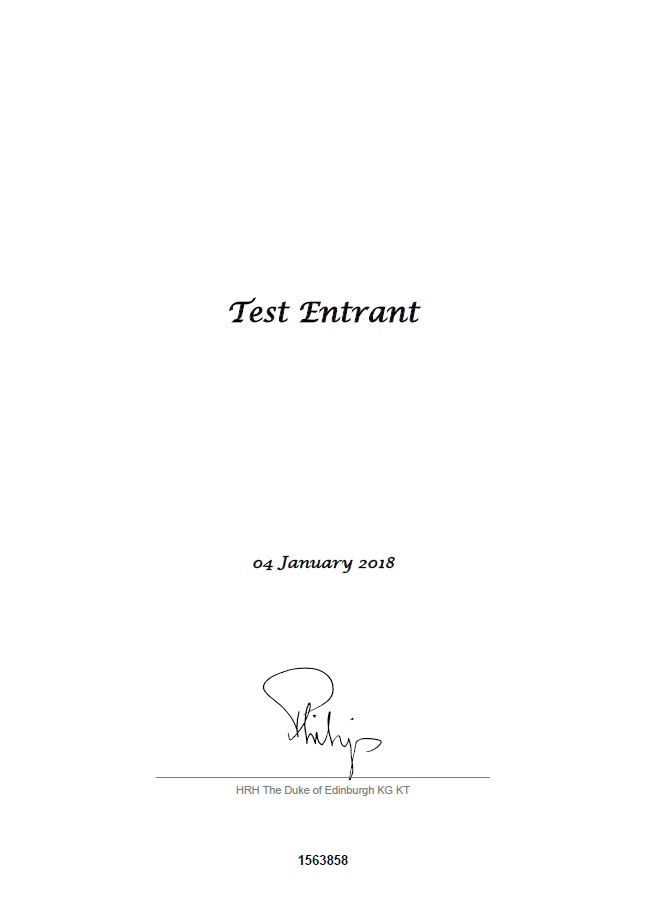 Test Entrant
04 January 2018
Philip
HRH The Duke of Edinburgh KG KT
1563858